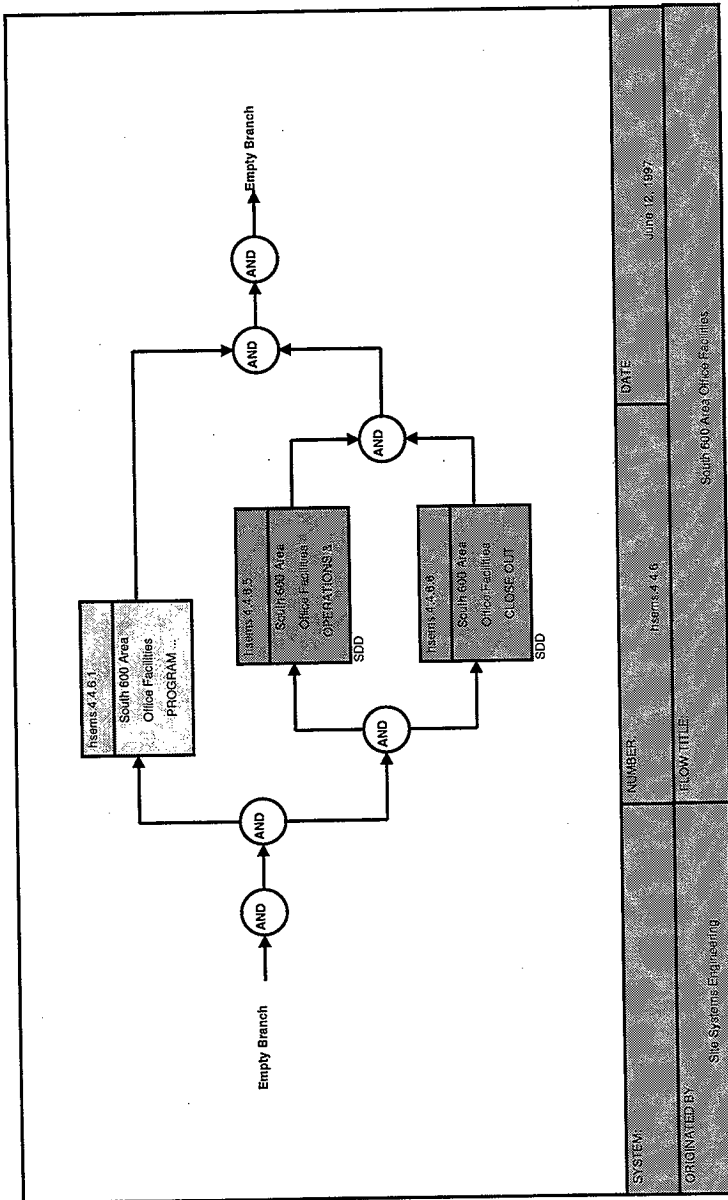 Empty Branch
AND
AND
hsems.4.4.6.1
South 600 Area
Office Facilities
PROGRAM ...
AND
hsems.4.4.6.5
South 600 Area
Office Facilities
OPERATIONS &
SDD
hsems.4.4.6.6
South 600 Area
Office Facilities
CLOSE OUT
SDD
AND
AND
AND
Empty Branch
SYSTEM:
NUMBER:
hsems.4.4.6
DATE:
June 12, 1997
ORIGINATED BY:
Site Systems Engineering
FLOW TITLE:
South 600 Area Office Facilities